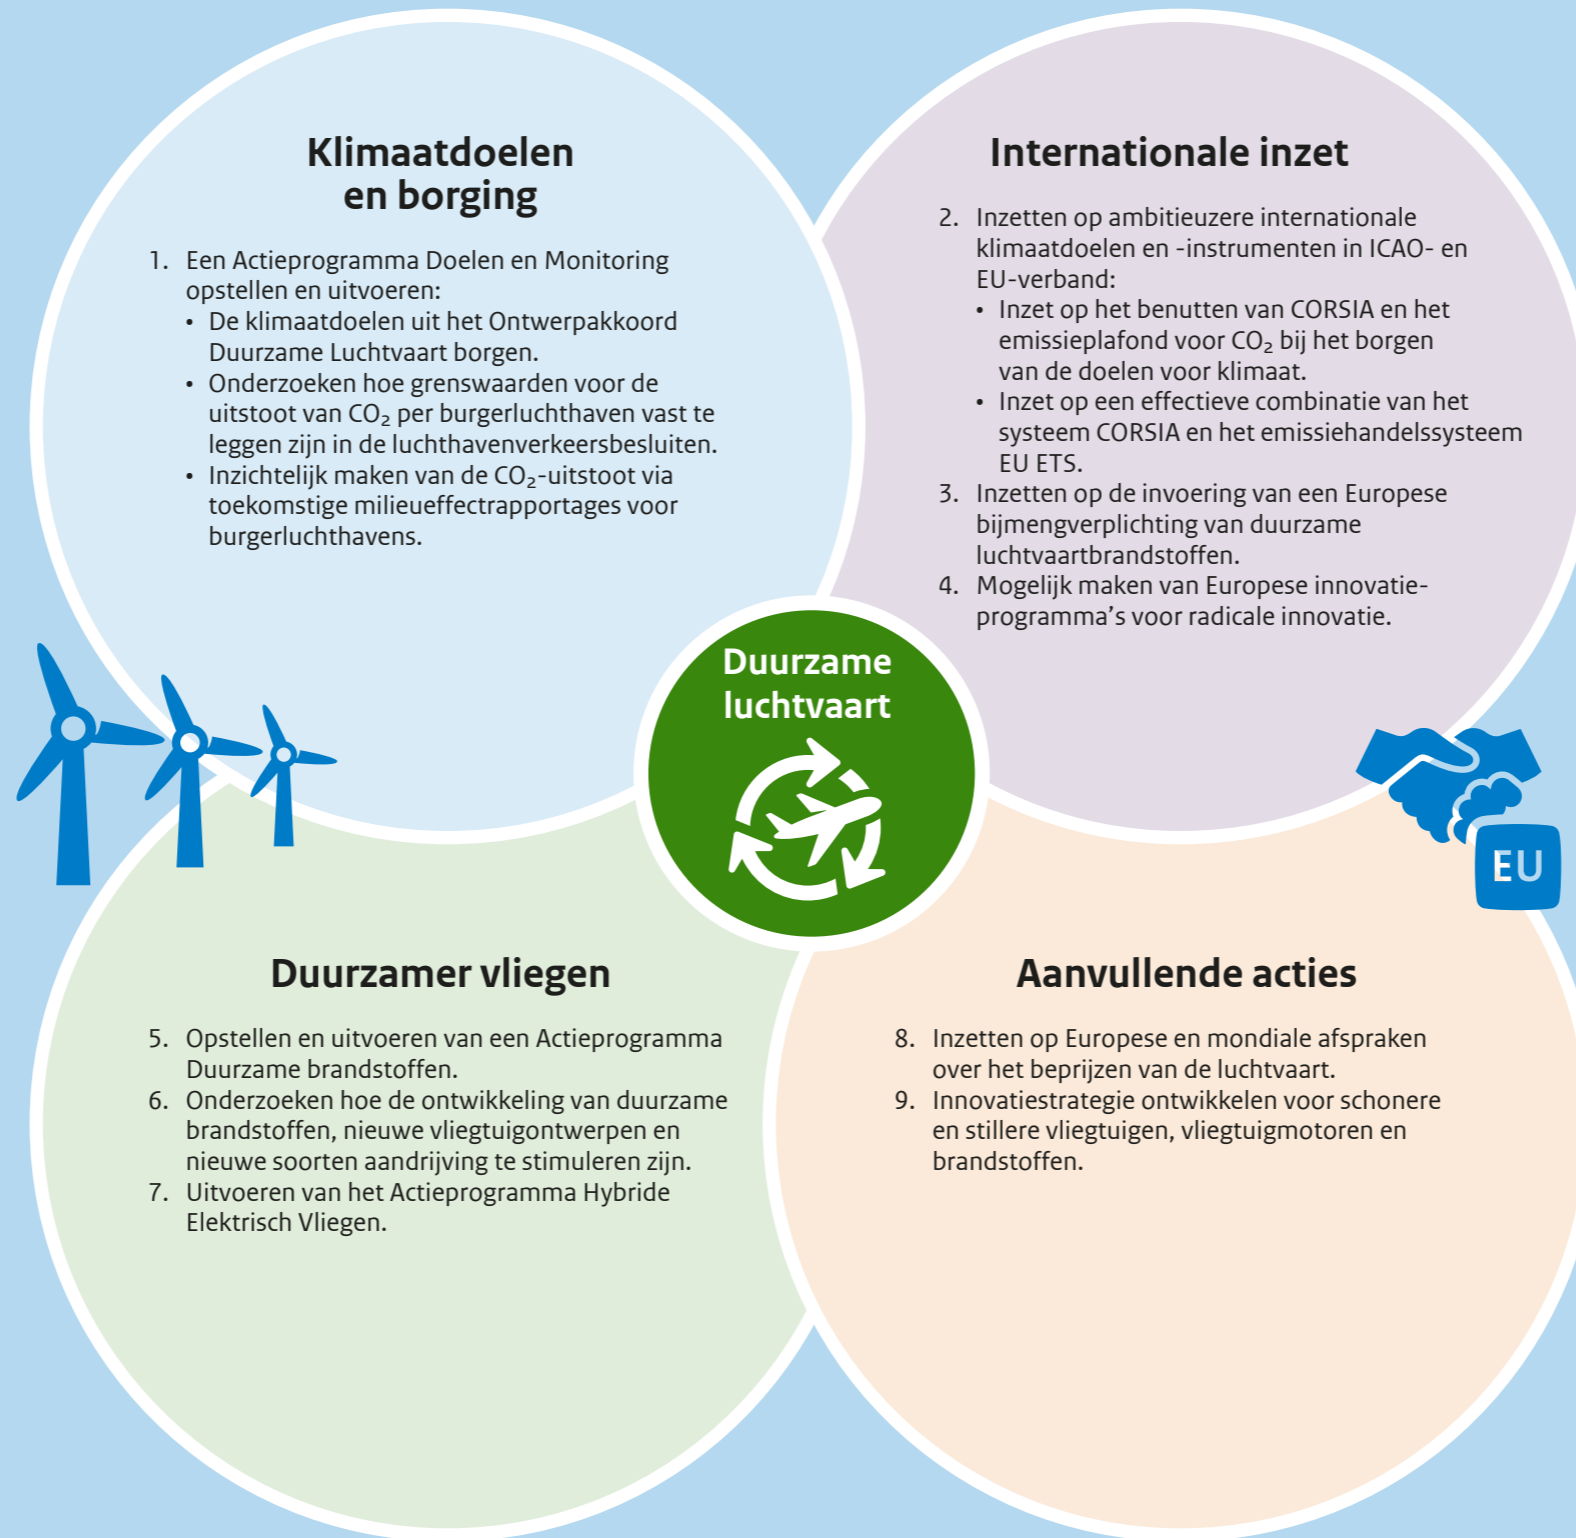 Klimaatdoelen
en borging
1. Een Actieprogramma Doelen en Monitoring
opstellen en uitvoeren:
• De klimaatdoelen uit het Ontwerpakkoord
Duurzame Luchtvaart borgen.
• Onderzoeken hoe grenswaarden voor de
uitstoot van CO₂ per burgerluchthaven vast te
leggen zijn in de luchthavenverkeersbesluiten.
• Inzichtelijk maken van de CO₂-uitstoot via
toekomstige milieueffectrapportages voor
burgerluchthavens.
Internationale inzet
2. Inzetten op ambitieuzere internationale
klimaatdoelen en -instrumenten in ICAO- en
EU-verband:
• Inzet op het benutten van CORSIA en het
emissieplafond voor CO₂ bij het borgen
van de doelen voor klimaat.
• Inzet op een effectieve combinatie van het
systeem CORSIA en het emissiehandelssysteem
EU ETS.
3. Inzetten op de invoering van een Europese
bijmengverplichting van duurzame
luchtvaartbrandstoffen.
4. Mogelijk maken van Europese innovatie-
programma's voor radicale innovatie.
Duurzame
luchtvaart
EU
Duurzamer vliegen
5. Opstellen en uitvoeren van een Actieprogramma
Duurzame brandstoffen.
6. Onderzoeken hoe de ontwikkeling van duurzame
brandstoffen, nieuwe vliegtuigontwerpen en
nieuwe soorten aandrijving te stimuleren zijn.
7. Uitvoeren van het Actieprogramma Hybride
Elektrisch Vliegen.
Aanvullende acties
8. Inzetten op Europese en mondiale afspraken
over het beprijzen van de luchtvaart.
9. Innovatiestrategie ontwikkelen voor schonere
en stillere vliegtuigen, vliegtuigmotoren en
brandstoffen.